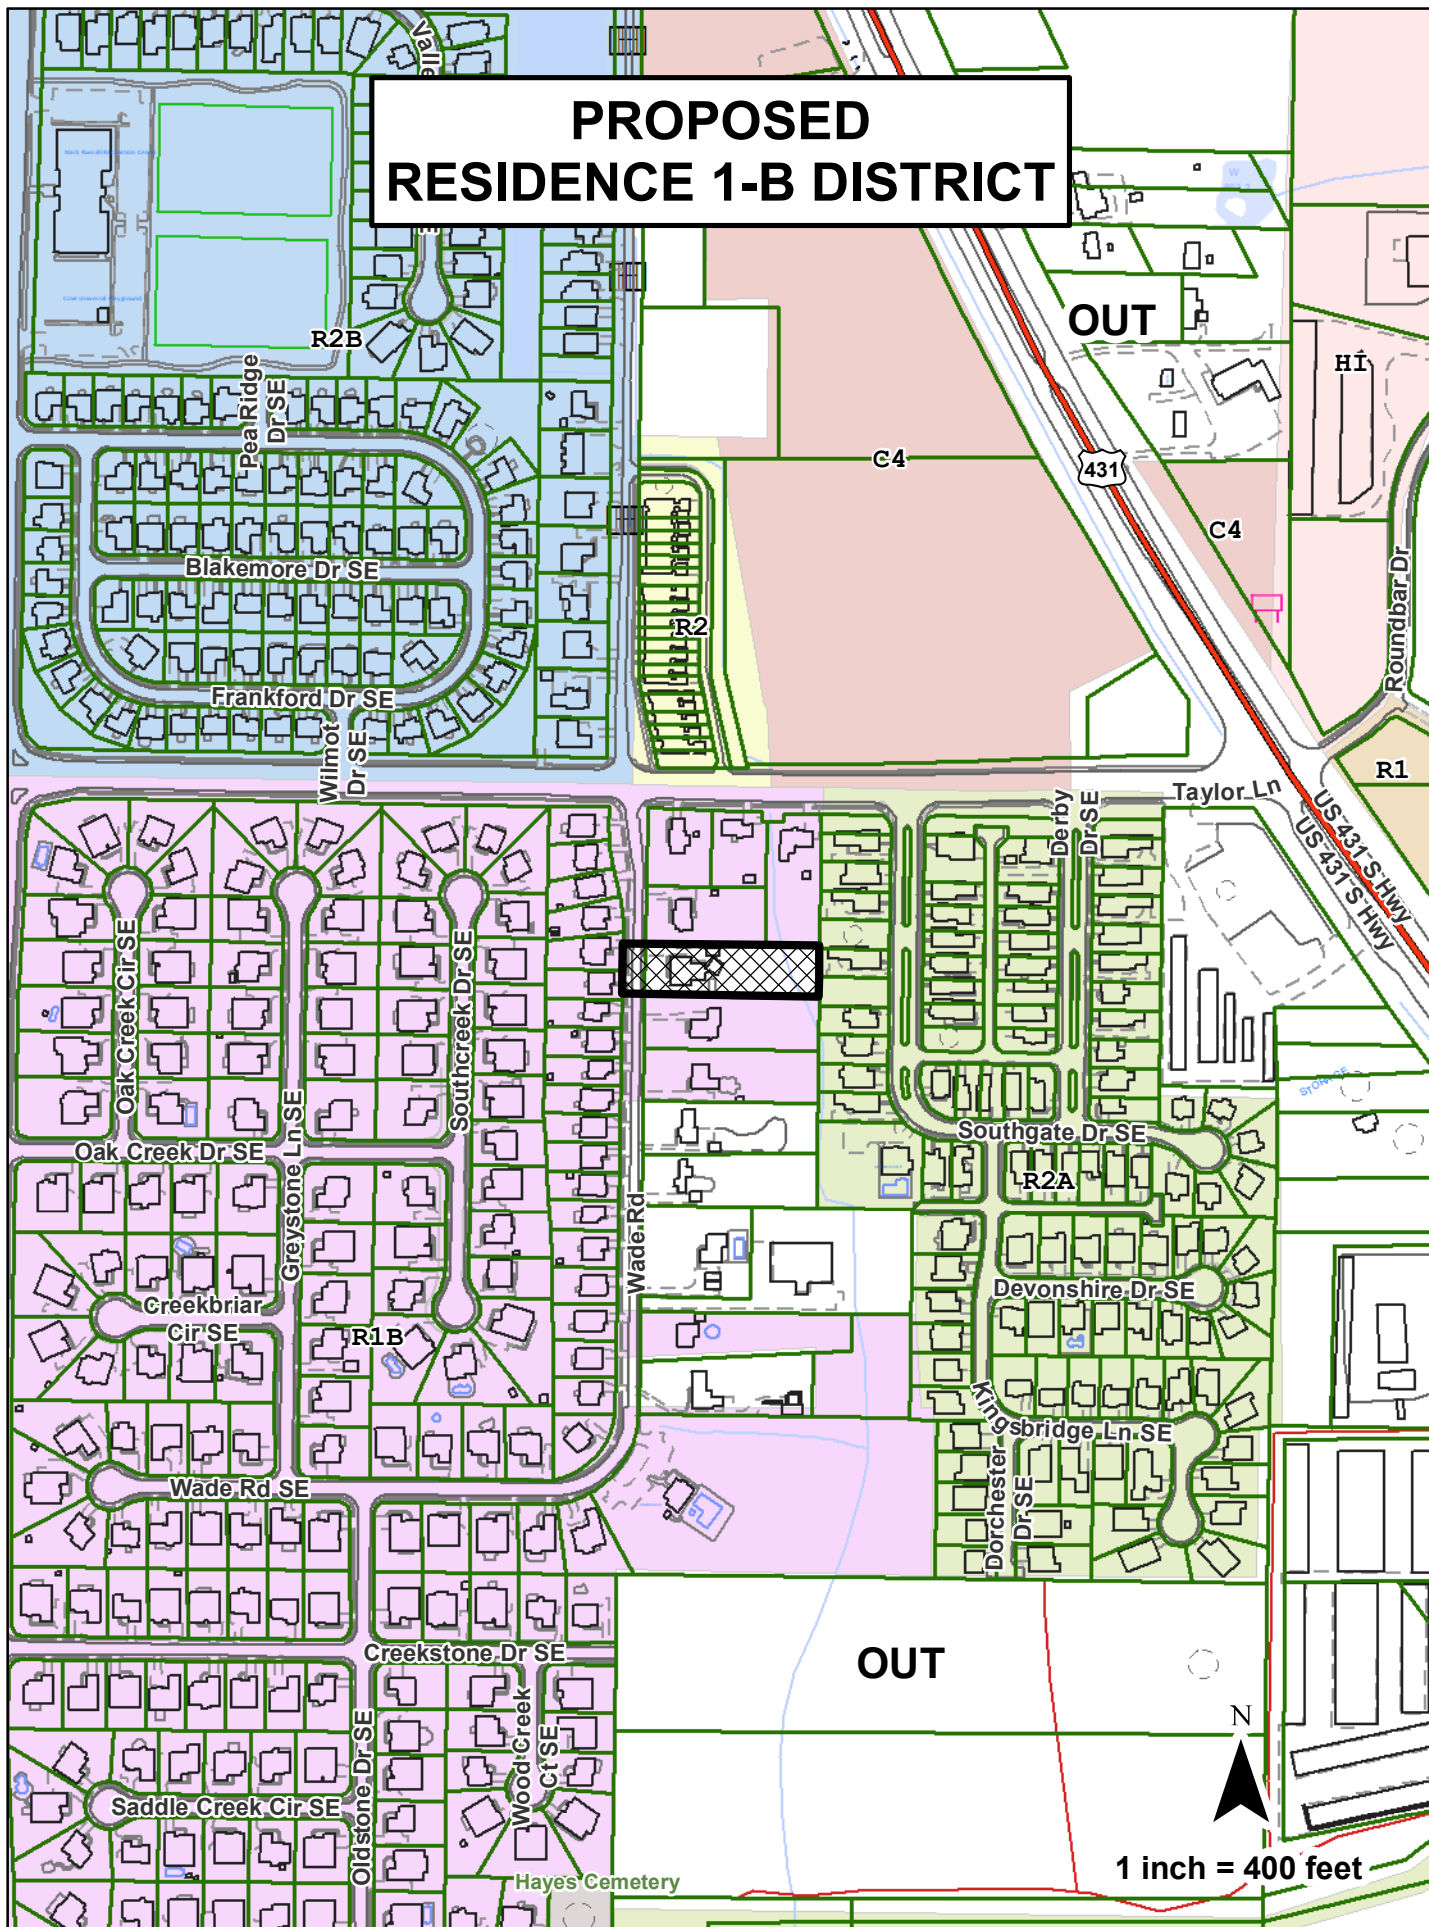 Valle
PROPOSED
RESIDENCE 1-B DISTRICT
W
OUT
R2B
HÍ
Pea Ridge
Dr SE
C4
431
C4
Blakemore Dr SE
Roundbar Dr
R2
Frankford Dr SE
Wilmot
Dr SE
R1
Taylor Ln
Derby
Dr SE
US 431 S Hwy
US 431 S Hwy
Oak Creek Cir SE
Southcreek Dr SE
STORAGE
Southgate Dr SE
Oak Creek Dr SE
Greystone Ln SE
R2A
Wade Rd
Devonshire Dr SE
Creekbriar
Cir SE
R1B
Kingsbridge Ln SE
Dorchester
Dr SE
Wade Rd SE
Creekstone Dr SE
OUT
Oldstone Dr SE
Wood Creek
Ct SE
N
Saddle Creek Cir SE
1 inch = 400 feet
Hayes Cemetery